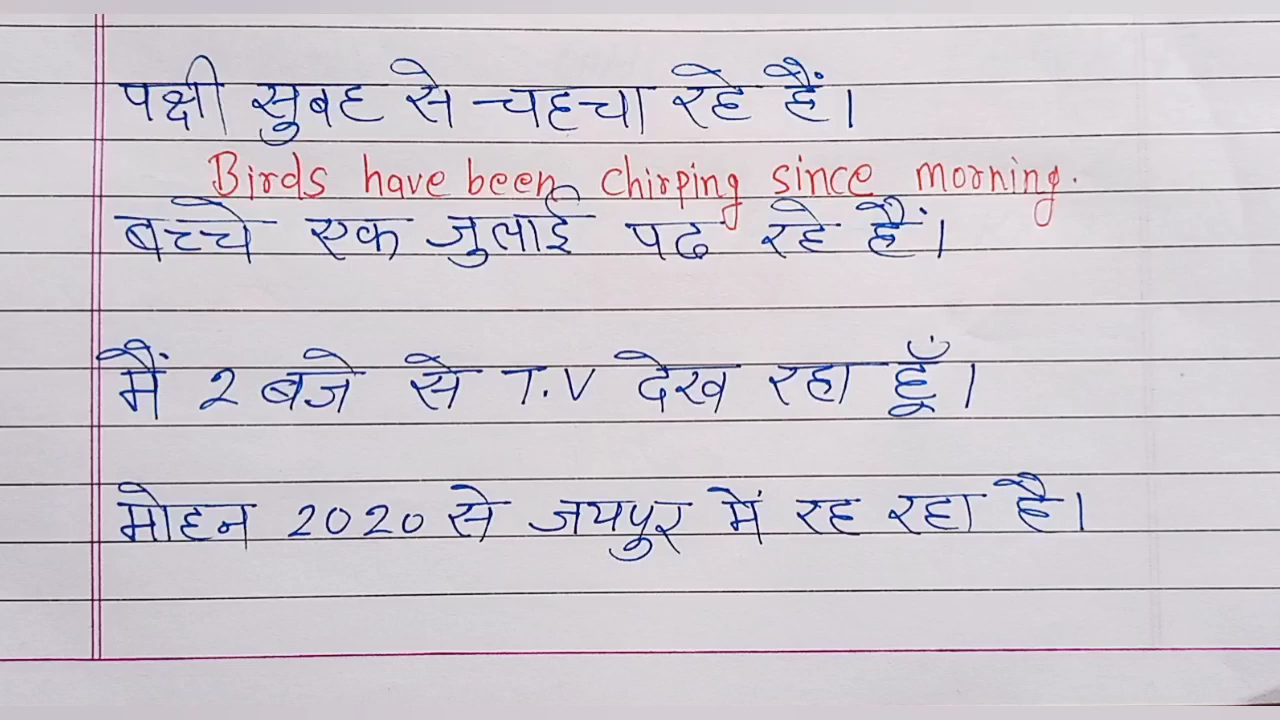 पक्षी सुबह से चहचा रहे हैं।
Birds have been chirping since morning.
बच्चे एक जुलाई पढ रहे हैं।
मैं 2 बजे से T.V देख रहा हूँ।
मोहन 2020 से जयपुर में रह रहा है।